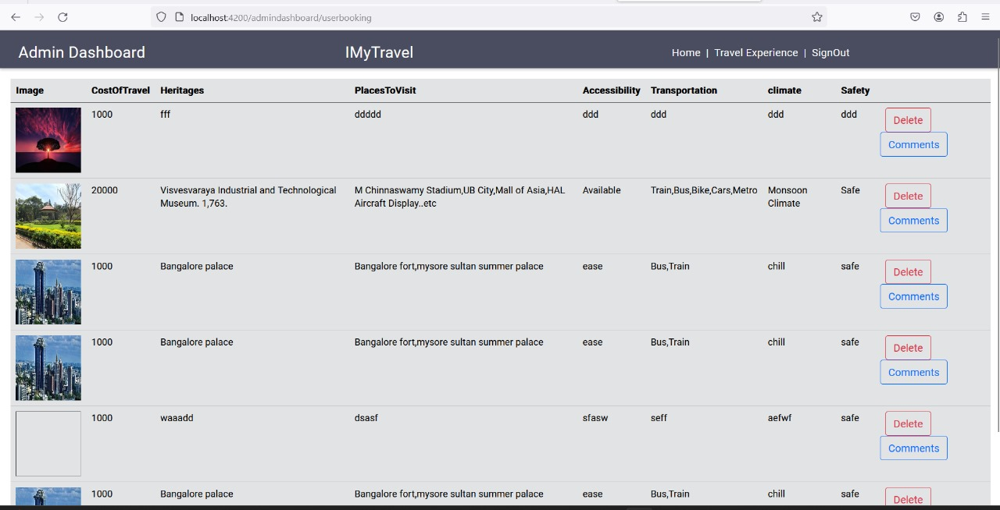 localhost:4200/admindashboard/userbooking
Admin Dashboard IMyTravel Home | Travel Experience | SignOut
Image CostOfTravel Heritages PlacesToVisit Accessibility Transportation climate Safety
1000 fff ddddd ddd ddd ddd ddd Delete
Comments
20000 Visvesvaraya Industrial and Technological M Chinnaswamy Stadium,UB City,Mall of Asia,HAL Available Train,Bus,Bike,Cars,Metro Monsoon Safe Delete
Museum. 1,763. Aircraft Display..etc Climate
Comments
1000 Bangalore palace Bangalore fort,mysore sultan summer palace ease Bus,Train chill safe Delete
Comments
1000 Bangalore palace Bangalore fort,mysore sultan summer palace ease Bus,Train chill safe Delete
Comments
1000 waaadd dsasf sfasw seff aefwf safe Delete
Comments
1000 Bangalore palace Bangalore fort,mysore sultan summer palace ease Bus,Train chill safe Delete